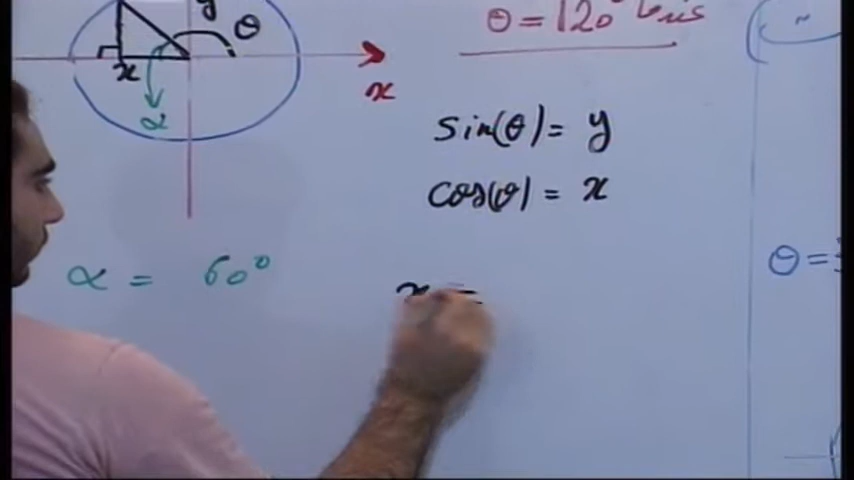 y
θ
θ = 120°
x
x
α
sin(θ) = y
cos(θ) = x
θ =
α = 60°
x =